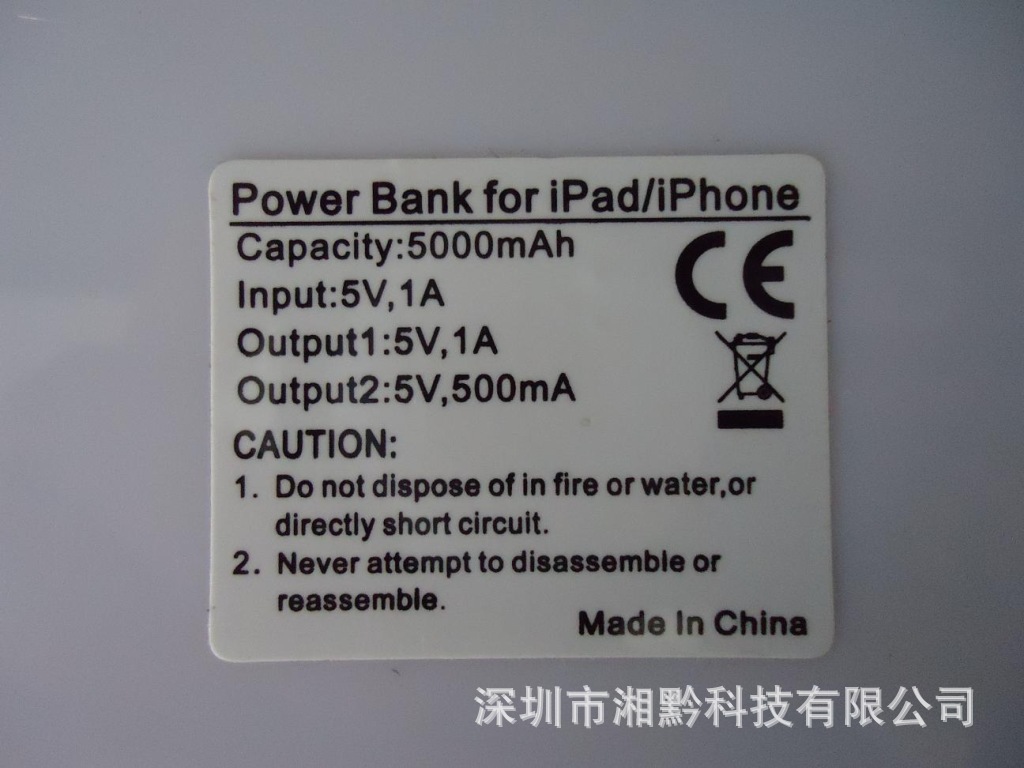 Power Bank for iPad/iPhone
Capacity:5000mAh
Input:5V,1A
Output1:5V,1A
Output2:5V,500mA
CE
CAUTION:
1. Do not dispose of in fire or water,or
directly short circuit.
2. Never attempt to disassemble or
reassemble.
Made In China
深圳市湘黔科技有限公司